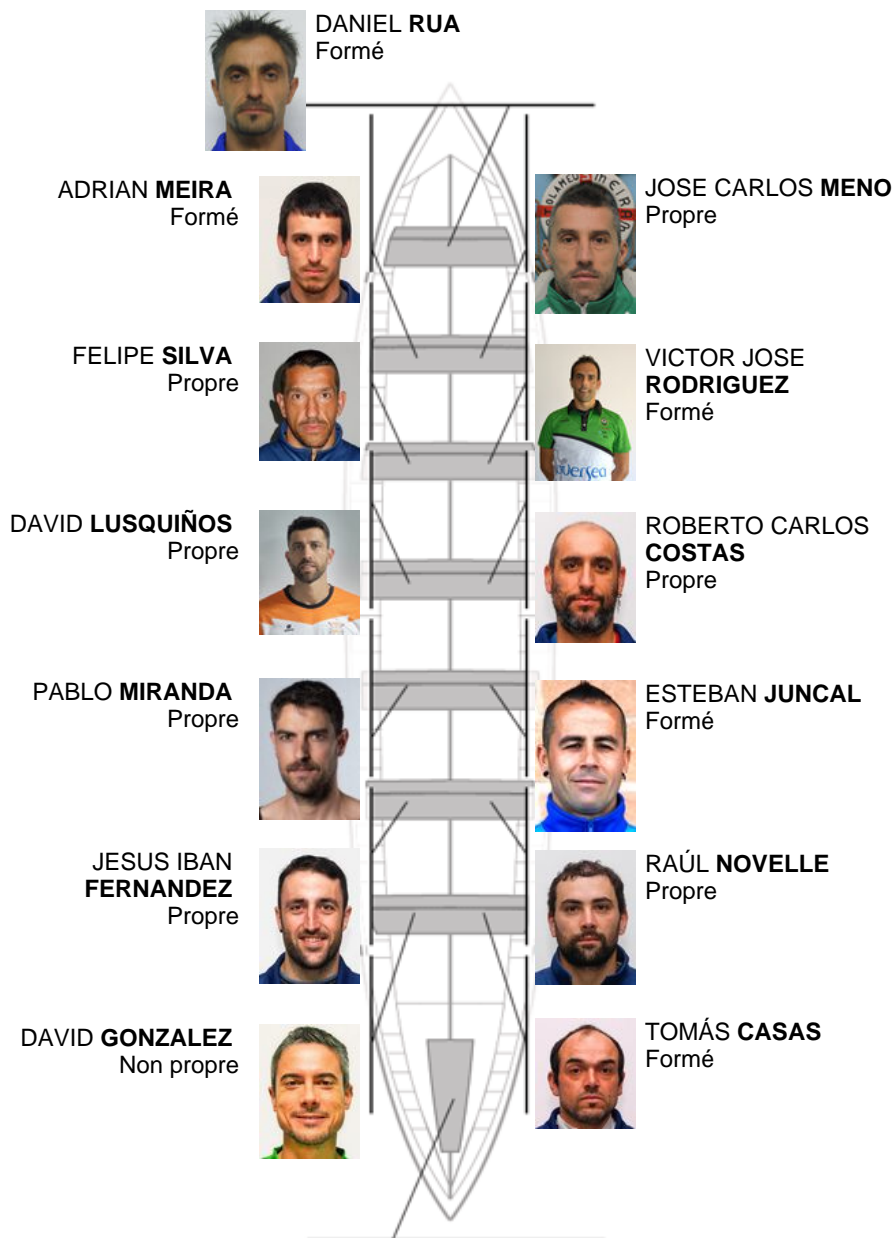 DANIEL RUA
Formé
ADRIAN MEIRA
Formé
JOSE CARLOS MENO
Propre
FELIPE SILVA
Propre
VICTOR JOSE
RODRIGUEZ
Formé
DAVID LUSQUIÑOS
Propre
ROBERTO CARLOS
COSTAS
Propre
PABLO MIRANDA
Propre
ESTEBAN JUNCAL
Formé
JESUS IBAN
FERNANDEZ
Propre
RAÚL NOVELLE
Propre
DAVID GONZALEZ
Non propre
TOMÁS CASAS
Formé